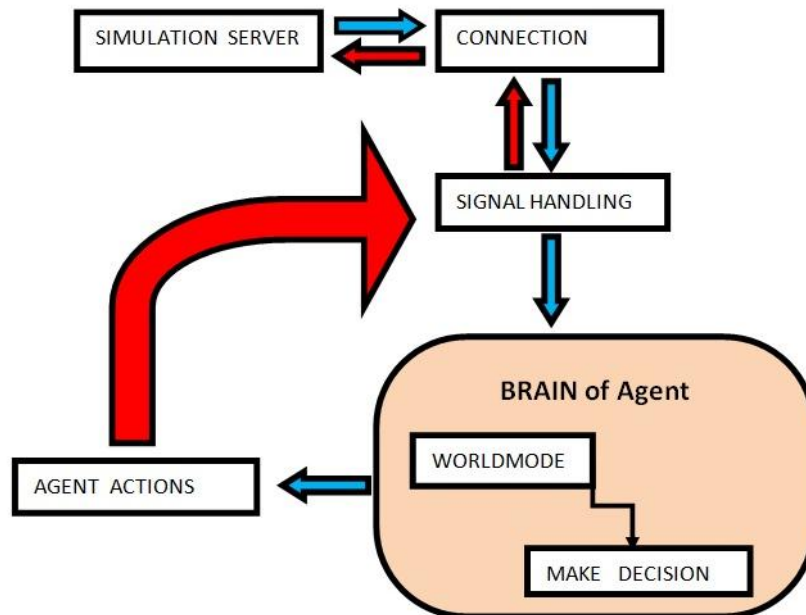 SIMULATION SERVER
CONNECTION
SIGNAL HANDLING
BRAIN of Agent
WORLDMODE
AGENT ACTIONS
MAKE DECISION